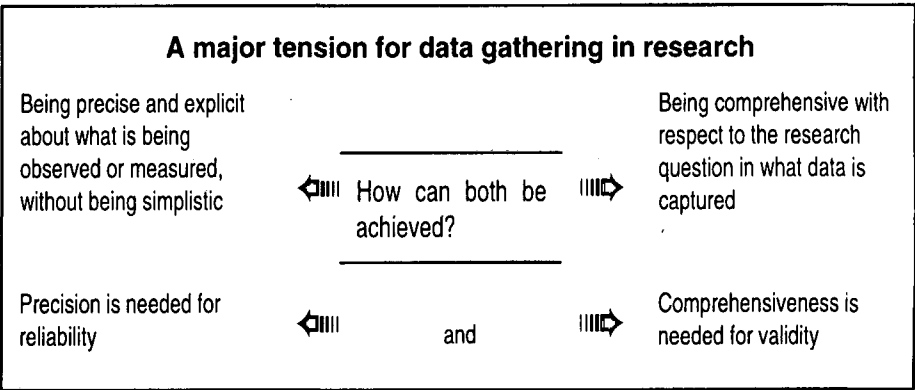 A major tension for data gathering in research
Being precise and explicit
about what is being
observed or measured,
without being simplistic
How can both be
achieved?
Being comprehensive with
respect to the research
question in what data is
captured
Precision is needed for
reliability
and
Comprehensiveness is
needed for validity